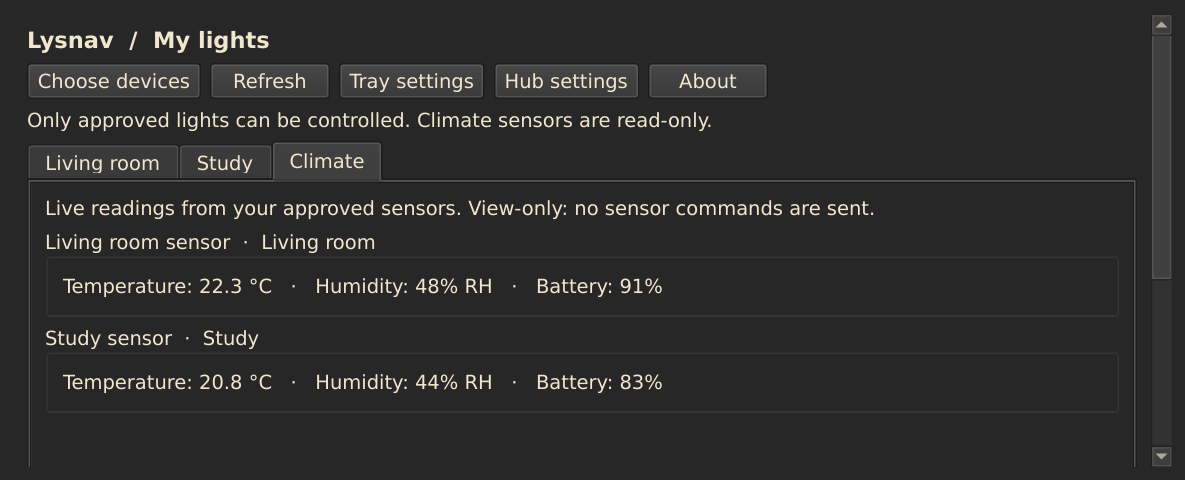 Lysnav / My lights
Choose devices Refresh Tray settings Hub settings About
Only approved lights can be controlled. Climate sensors are read-only.
Living room Study Climate
Live readings from your approved sensors. View-only: no sensor commands are sent.
Living room sensor · Living room
Temperature: 22.3 °C · Humidity: 48% RH · Battery: 91%
Study sensor · Study
Temperature: 20.8 °C · Humidity: 44% RH · Battery: 83%